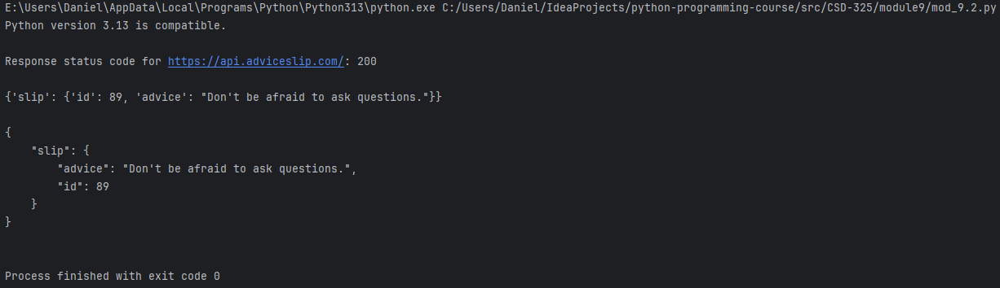 E:\Users\Daniel\AppData\Local\Programs\Python\Python313\python.exe C:/Users/Daniel/IdeaProjects/python-programming-course/src/CSD-325/module9/mod_9.2.py
Python version 3.13 is compatible.
Response status code for https://api.adviceslip.com/: 200
{'slip': {'id': 89, 'advice': "Don't be afraid to ask questions."}}
{
    "slip": {
        "advice": "Don't be afraid to ask questions.",
        "id": 89
    }
}
Process finished with exit code 0